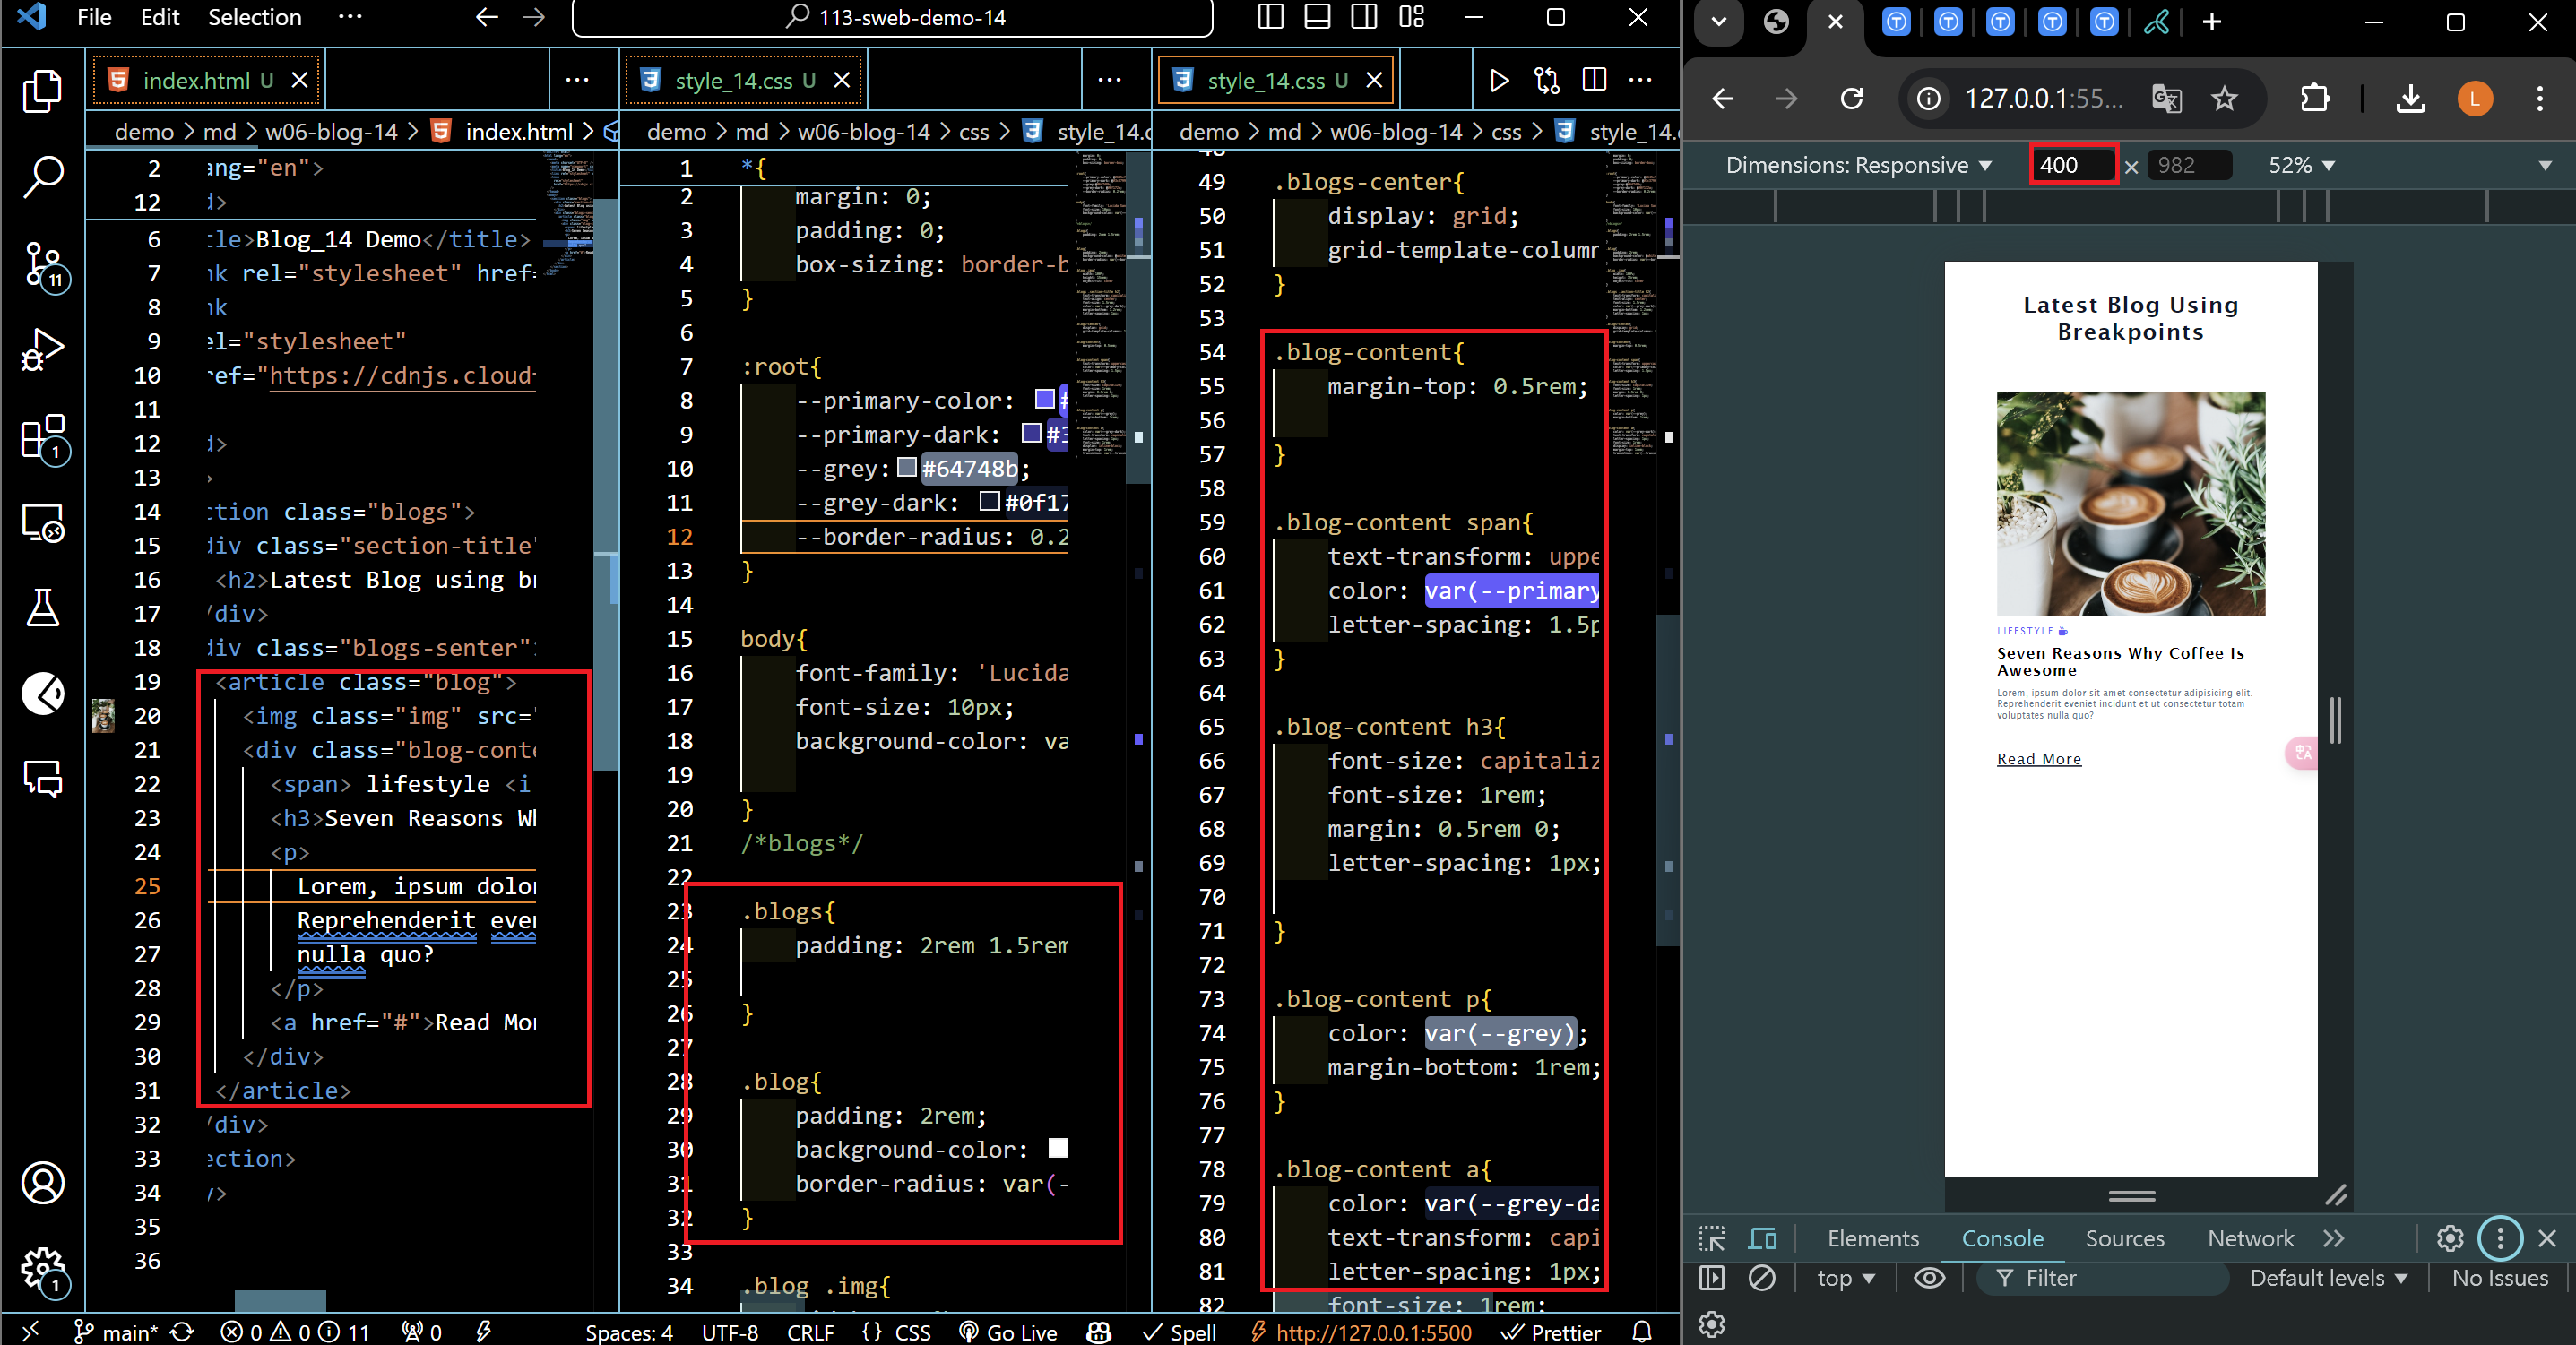 File Edit Selection ··· 113-sweb-demo-14
index.html U
demo > md > w06-blog-14 > index.html >
2 ang="en">
12 d>
6 tle>Blog_14 Demo</title>
7 nk rel="stylesheet" href=
8 nk
9 el="stylesheet"
10 ref="https://cdnjs.cloud
11
12 d>
13 >
14 ction class="blogs">
15 div class="section-title"
16 <h2>Latest Blog using b
17 /div>
18 div class="blogs-senter">
19 <article class="blog">
20 <img class="img" src="
21 <div class="blog-conte
22 <span> lifestyle <i
23 <h3>Seven Reasons Wh
24 <p>
25 Lorem, ipsum dolor
26 Reprehenderit even
27 nulla quo?
28 </p>
29 <a href="#">Read Mor
30 </div>
31 </article>
32 /div>
33 ection>
34 y>
35
36
style_14.css U
demo > md > w06-blog-14 > css > style_14.c
1 *{
2 margin: 0;
3 padding: 0;
4 box-sizing: border-b
5 }
6
7 :root{
8 --primary-color: #
9 --primary-dark: #3
10 --grey: #64748b;
11 --grey-dark: #0f17
12 --border-radius: 0.2
13 }
14
15 body{
16 font-family: 'Lucida
17 font-size: 10px;
18 background-color: va
19
20 }
21 /*blogs*/
22
23 .blogs{
24 padding: 2rem 1.5rem
25
26 }
27
28 .blog{
29 padding: 2rem;
30 background-color:
31 border-radius: var(-
32 }
33
34 .blog .img{
style_14.css U
demo > md > w06-blog-14 > css > style_14.
48
49 .blogs-center{
50 display: grid;
51 grid-template-column
52 }
53
54 .blog-content{
55 margin-top: 0.5rem;
56
57 }
58
59 .blog-content span{
60 text-transform: uppe
61 color: var(--primary
62 letter-spacing: 1.5p
63 }
64
65 .blog-content h3{
66 font-size: capitaliz
67 font-size: 1rem;
68 margin: 0.5rem 0;
69 letter-spacing: 1px;
70
71 }
72
73 .blog-content p{
74 color: var(--grey);
75 margin-bottom: 1rem;
76 }
77
78 .blog-content a{
79 color: var(--grey-da
80 text-transform: capi
81 letter-spacing: 1px;
82 font-size: 1rem;
11
1
1
main* 0 0 11 0 Spaces: 4 UTF-8 CRLF {} CSS Go Live Spell http://127.0.0.1:5500 Prettier
127.0.0.1:55... L
Dimensions: Responsive 400 × 982 52%
Latest Blog Using
Breakpoints
LIFESTYLE
Seven Reasons Why Coffee Is
Awesome
Lorem, ipsum dolor sit amet consectetur adipisicing elit.
Reprehenderit eveniet incidunt et ut consectetur totam
voluptates nulla quo?
Read More
Elements Console Sources Network
top Filter Default levels No Issues